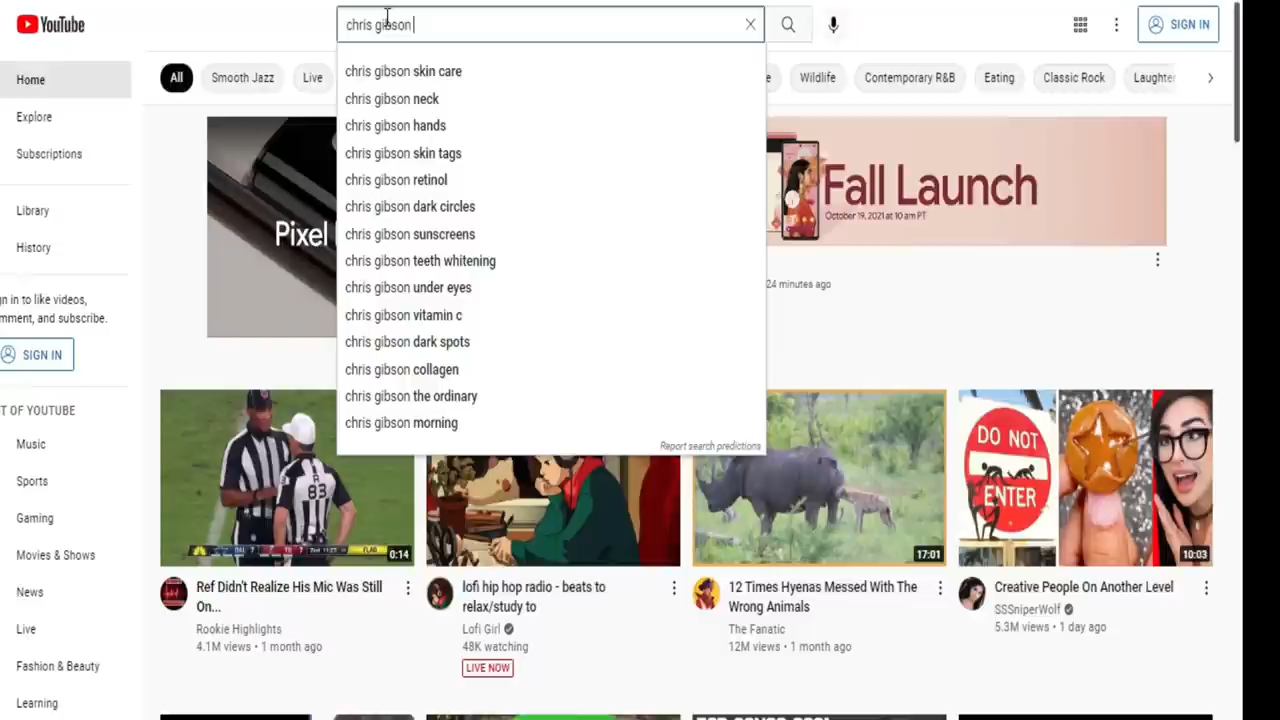 YouTube
chris gibson
SIGN IN
Home
Explore
Subscriptions
Library
History
gn in to like videos,
mment, and subscribe.
SIGN IN
T OF YOUTUBE
Music
Sports
Gaming
Movies & Shows
News
Live
Fashion & Beauty
Learning
All
Smooth Jazz
Live
Wildlife
Contemporary R&B
Eating
Classic Rock
Laughter
chris gibson skin care
chris gibson neck
chris gibson hands
chris gibson skin tags
chris gibson retinol
chris gibson dark circles
chris gibson sunscreens
chris gibson teeth whitening
chris gibson under eyes
chris gibson vitamin c
chris gibson dark spots
chris gibson collagen
chris gibson the ordinary
chris gibson morning
Report search predictions
Pixel
Fall Launch
October 19, 2021 at 10 am PT
24 minutes ago
R
83
0:14
Ref Didn't Realize His Mic Was Still
On...
Rookie Highlights
4.1M views • 1 month ago
lofi hip hop radio - beats to
relax/study to
Lofi Girl
48K watching
LIVE NOW
17:01
12 Times Hyenas Messed With The
Wrong Animals
The Fanatic
12M views • 1 month ago
DO NOT
ENTER
10:03
Creative People On Another Level
SSSniperWolf
5.3M views • 1 day ago